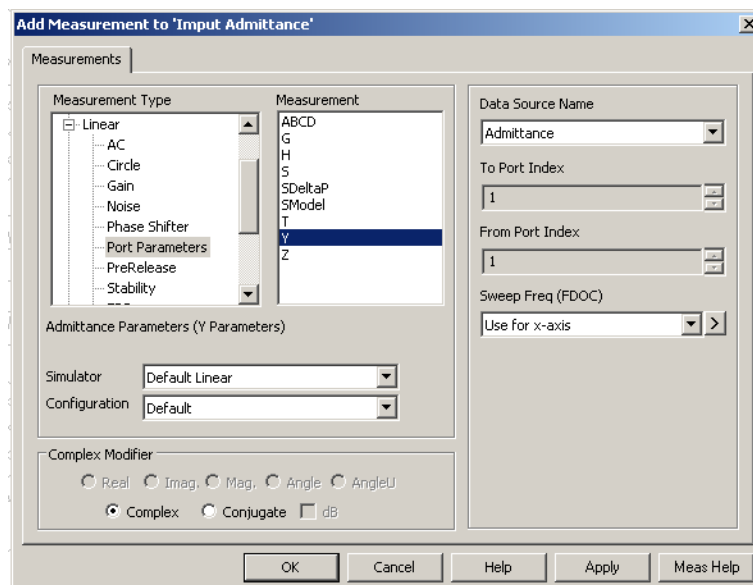 Add Measurement to 'Imput Admittance'
Measurements
Measurement Type
Linear
AC
Circle
Gain
Noise
Phase Shifter
Port Parameters
PreRelease
Stability
Measurement
ABCD
G
H
S
SDeltaP
SModel
T
Y
Z
Admittance Parameters (Y Parameters)
Simulator Default Linear
Configuration Default
Complex Modifier
Real Imag. Mag. Angle AngleU
Complex Conjugate dB
Data Source Name
Admittance
To Port Index
1
From Port Index
1
Sweep Freq (FDOC)
Use for x-axis
OK Cancel Help Apply Meas Help